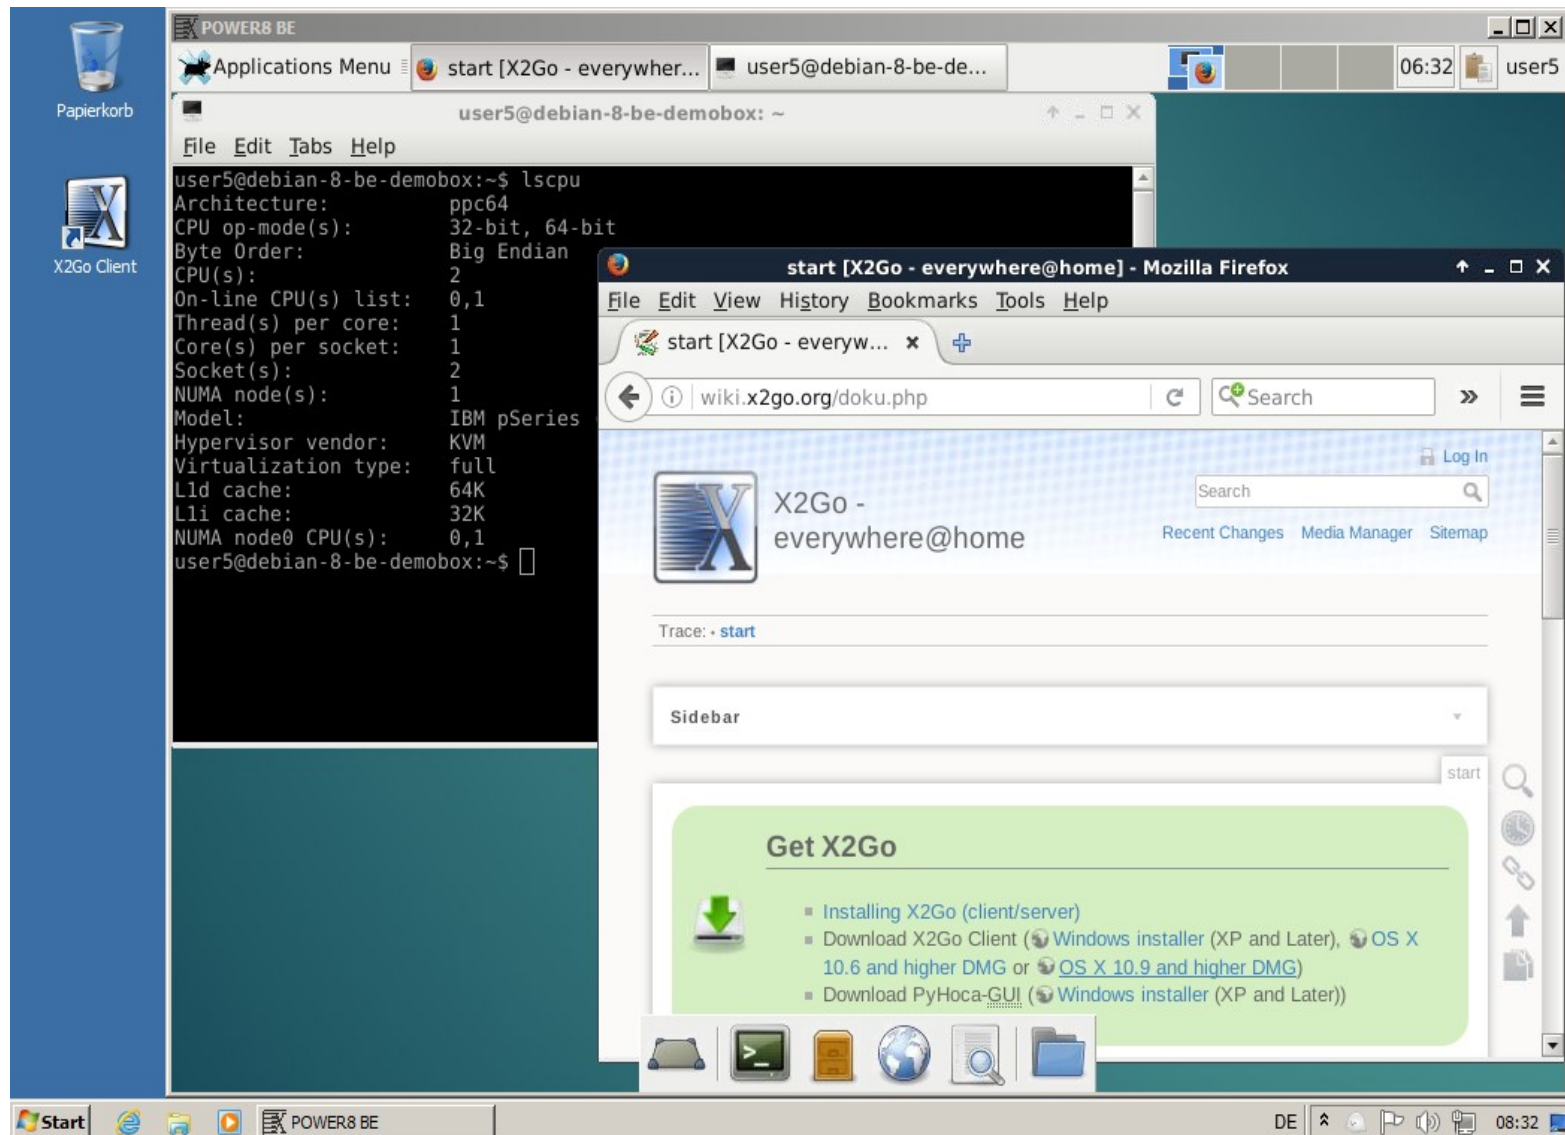 Papierkorb
X2Go Client
POWER8 BE
Applications Menu
start [X2Go - everywher...
user5@debian-8-be-de...
06:32
user5
user5@debian-8-be-demobox: ~
File Edit Tabs Help
user5@debian-8-be-demobox:~$ lscpu
Architecture: ppc64
CPU op-mode(s): 32-bit, 64-bit
Byte Order: Big Endian
CPU(s): 2
On-line CPU(s) list: 0,1
Thread(s) per core: 1
Core(s) per socket: 1
Socket(s): 2
NUMA node(s): 1
Model: IBM pSeries
Hypervisor vendor: KVM
Virtualization type: full
L1d cache: 64K
L1i cache: 32K
NUMA node0 CPU(s): 0,1
user5@debian-8-be-demobox:~$
start [X2Go - everywhere@home] - Mozilla Firefox
File Edit View History Bookmarks Tools Help
start [X2Go - everyw...
wiki.x2go.org/doku.php
Search
Log In
X2Go -
everywhere@home
Search
Recent Changes Media Manager Sitemap
Trace: • start
Sidebar
start
Get X2Go
Installing X2Go (client/server)
Download X2Go Client (Windows installer (XP and Later), OS X
10.6 and higher DMG or OS X 10.9 and higher DMG)
Download PyHoca-GUI (Windows installer (XP and Later))
Start
POWER8 BE
DE
08:32